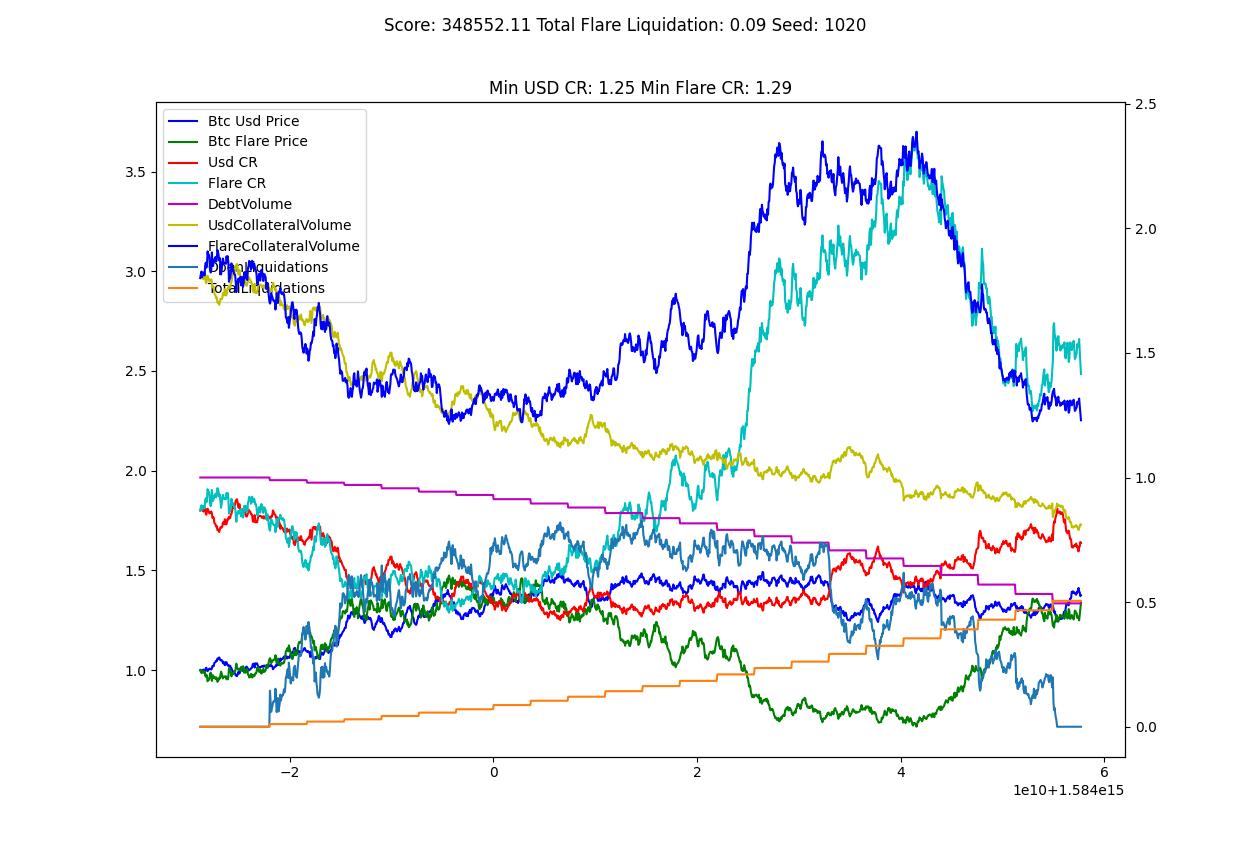 Score: 348552.11 Total Flare Liquidation: 0.09 Seed: 1020
Min USD CR: 1.25 Min Flare CR: 1.29
Btc Usd Price
Btc Flare Price
Usd CR
Flare CR
DebtVolume
UsdCollateralVolume
FlareCollateralVolume
OpenLiquidations
TotalLiquidations
3.5
3.0
2.5
2.0
1.5
1.0
2.5
2.0
1.5
1.0
0.5
0.0
−2
0
2
4
6
1e10+1.584e15